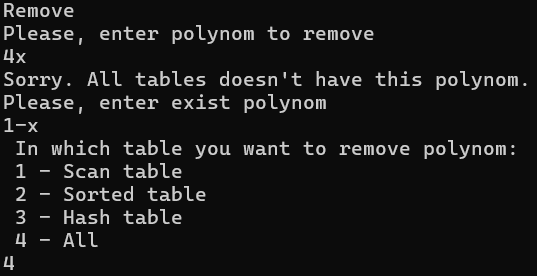 Remove
Please, enter polynom to remove
4x
Sorry. All tables doesn't have this polynom.
Please, enter exist polynom
1-x
In which table you want to remove polynom:
1 - Scan table
2 - Sorted table
3 - Hash table
4 - All
4